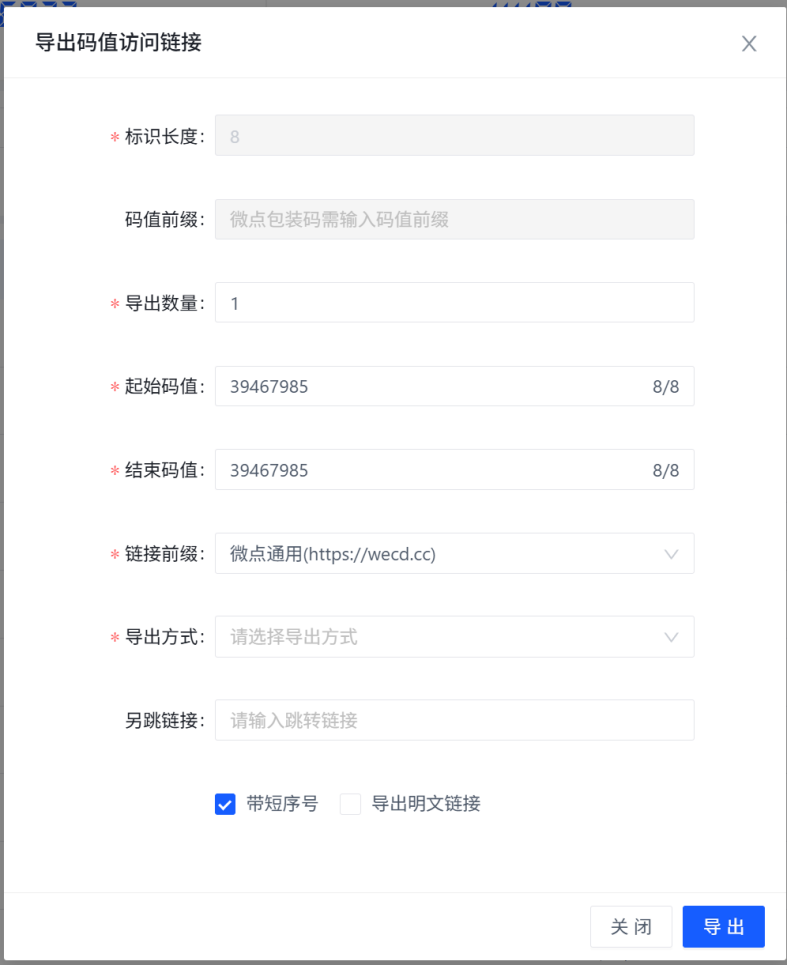 导出码值访问链接
* 标识长度: 8
码值前缀: 微点包装码需输入码值前缀
* 导出数量: 1
* 起始码值: 39467985 8/8
* 结束码值: 39467985 8/8
* 链接前缀: 微点通用(https://wecd.cc)
* 导出方式: 请选择导出方式
另跳链接: 请输入跳转链接
带短序号 导出明文链接
关 闭 导 出